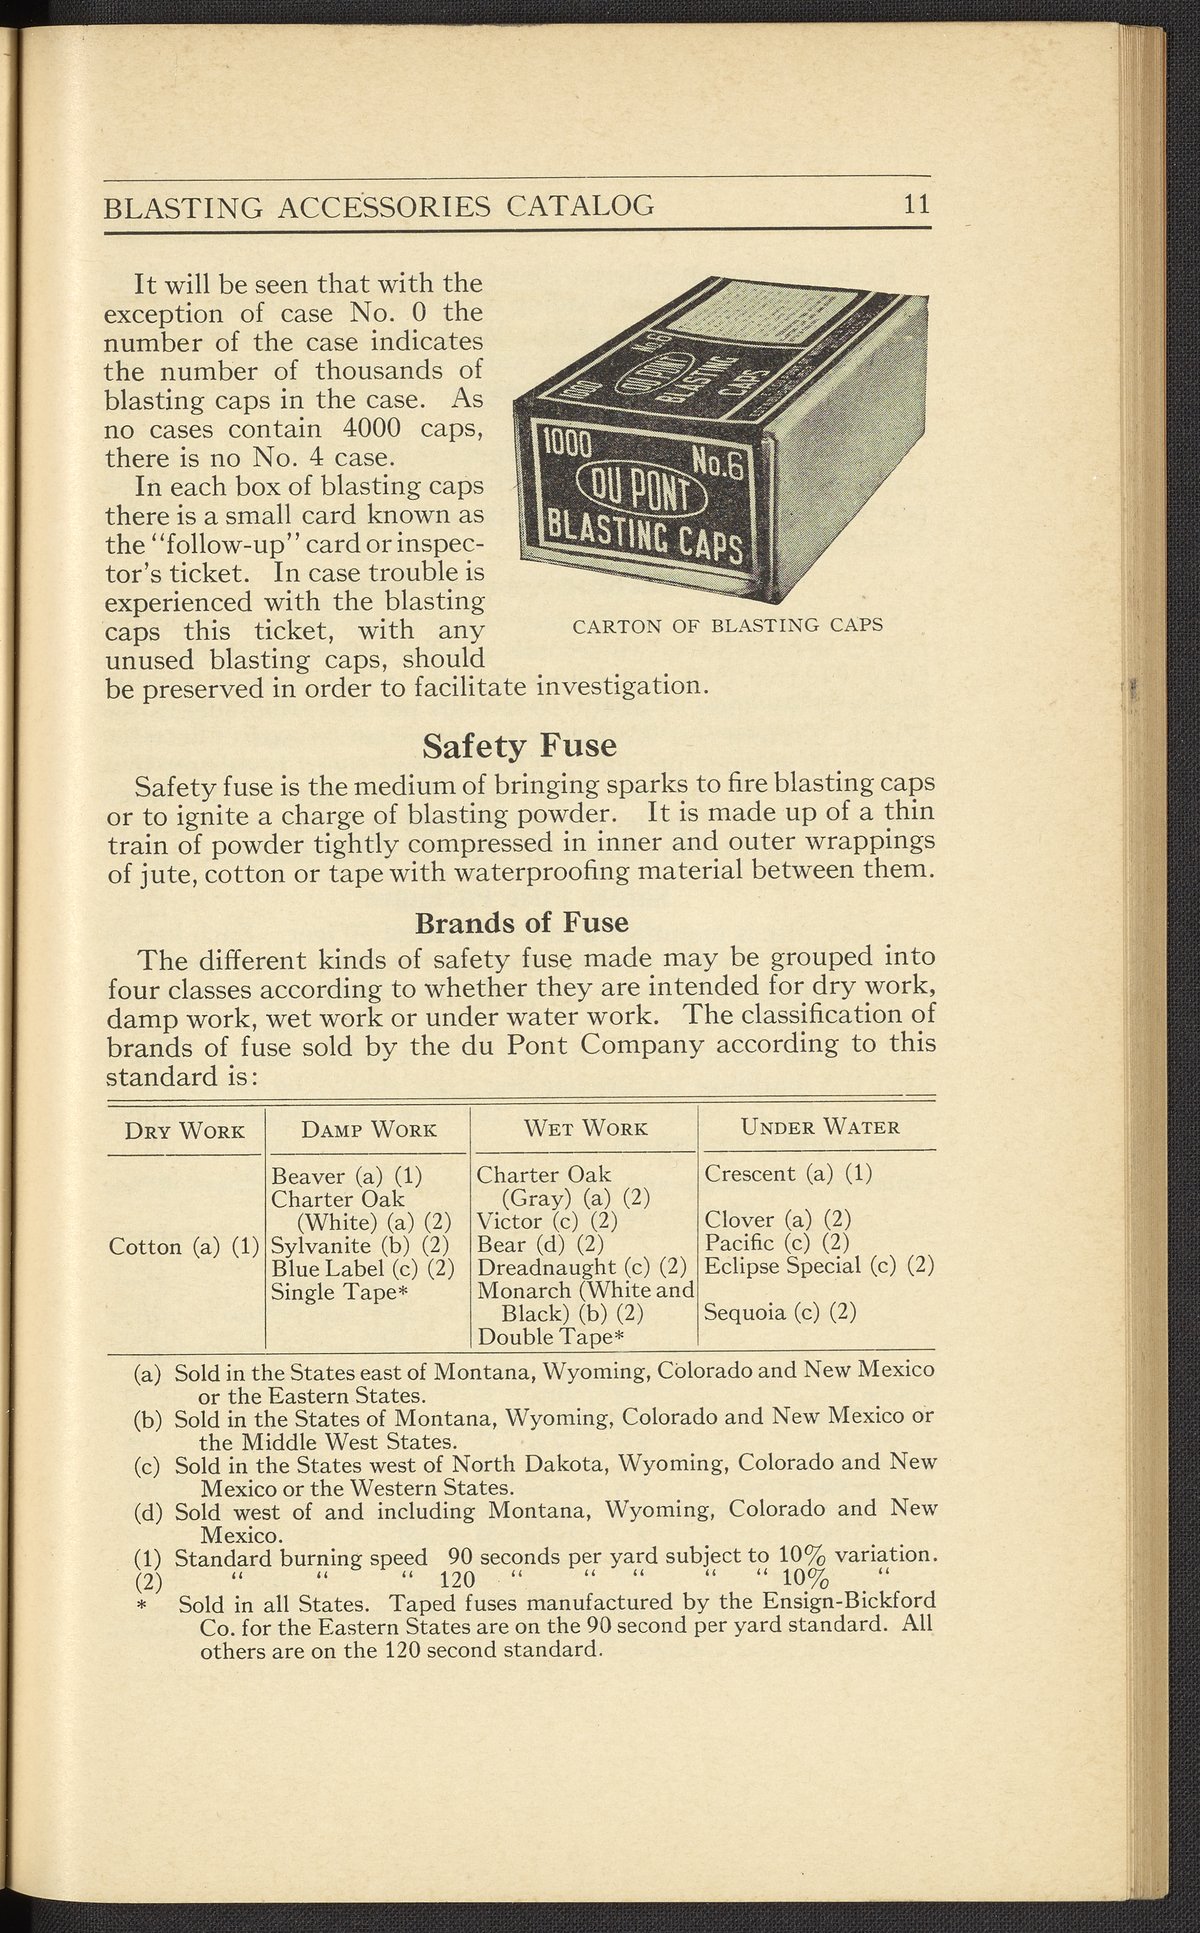 BLASTING ACCESSORIES CATALOG 11
It will be seen that with the
exception of case No. 0 the
number of the case indicates
the number of thousands of
blasting caps in the case. As
no cases contain 4000 caps,
there is no No. 4 case.
In each box of blasting caps
there is a small card known as
the "follow-up" card or inspec-
tor's ticket. In case trouble is
experienced with the blasting
caps this ticket, with any
unused blasting caps, should
be preserved in order to facilitate investigation.
1000 No.6
DU PONT
BLASTING
CAPS
1000 No.6
DU PONT
BLASTING CAPS
CARTON OF BLASTING CAPS
Safety Fuse
Safety fuse is the medium of bringing sparks to fire blasting caps
or to ignite a charge of blasting powder. It is made up of a thin
train of powder tightly compressed in inner and outer wrappings
of jute, cotton or tape with waterproofing material between them.
Brands of Fuse
The different kinds of safety fuse made may be grouped into
four classes according to whether they are intended for dry work,
damp work, wet work or under water work. The classification of
brands of fuse sold by the du Pont Company according to this
standard is:
DRY WORK DAMP WORK WET WORK UNDER WATER
Beaver (a) (1) Charter Oak Crescent (a) (1)
Charter Oak (Gray) (a) (2)
(White) (a) (2) Victor (c) (2) Clover (a) (2)
Cotton (a) (1) Sylvanite (b) (2) Bear (d) (2) Pacific (c) (2)
Blue Label (c) (2) Dreadnaught (c) (2) Eclipse Special (c) (2)
Single Tape* Monarch (White and
Black) (b) (2) Sequoia (c) (2)
Double Tape*
(a) Sold in the States east of Montana, Wyoming, Colorado and New Mexico
or the Eastern States.
(b) Sold in the States of Montana, Wyoming, Colorado and New Mexico or
the Middle West States.
(c) Sold in the States west of North Dakota, Wyoming, Colorado and New
Mexico or the Western States.
(d) Sold west of and including Montana, Wyoming, Colorado and New
Mexico.
(1) Standard burning speed 90 seconds per yard subject to 10% variation.
(2) " " " 120 " " " " " 10% "
* Sold in all States. Taped fuses manufactured by the Ensign-Bickford
Co. for the Eastern States are on the 90 second per yard standard. All
others are on the 120 second standard.